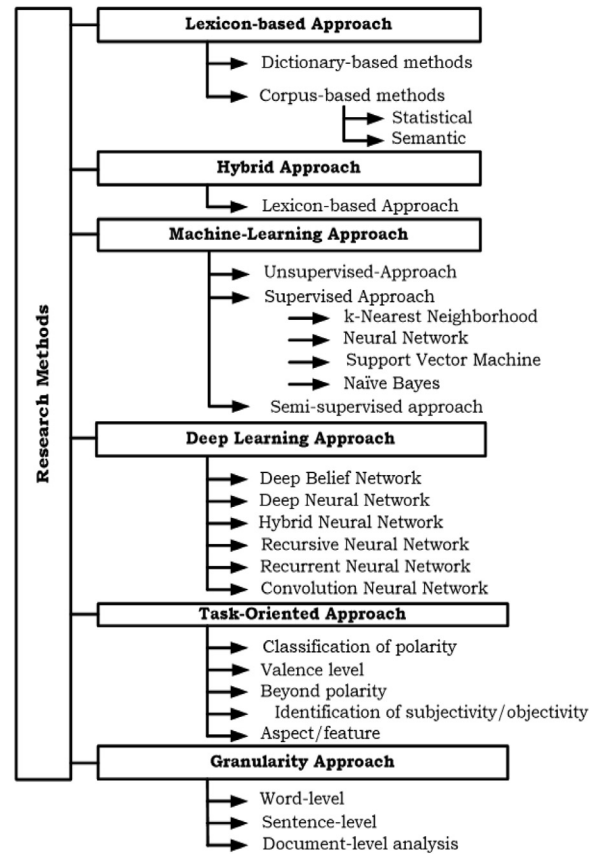 Research Methods
Lexicon-based Approach
Dictionary-based methods
Corpus-based methods
Statistical
Semantic
Hybrid Approach
Lexicon-based Approach
Machine-Learning Approach
Unsupervised-Approach
Supervised Approach
k-Nearest Neighborhood
Neural Network
Support Vector Machine
Naïve Bayes
Semi-supervised approach
Deep Learning Approach
Deep Belief Network
Deep Neural Network
Hybrid Neural Network
Recursive Neural Network
Recurrent Neural Network
Convolution Neural Network
Task-Oriented Approach
Classification of polarity
Valence level
Beyond polarity
Identification of subjectivity/objectivity
Aspect/feature
Granularity Approach
Word-level
Sentence-level
Document-level analysis